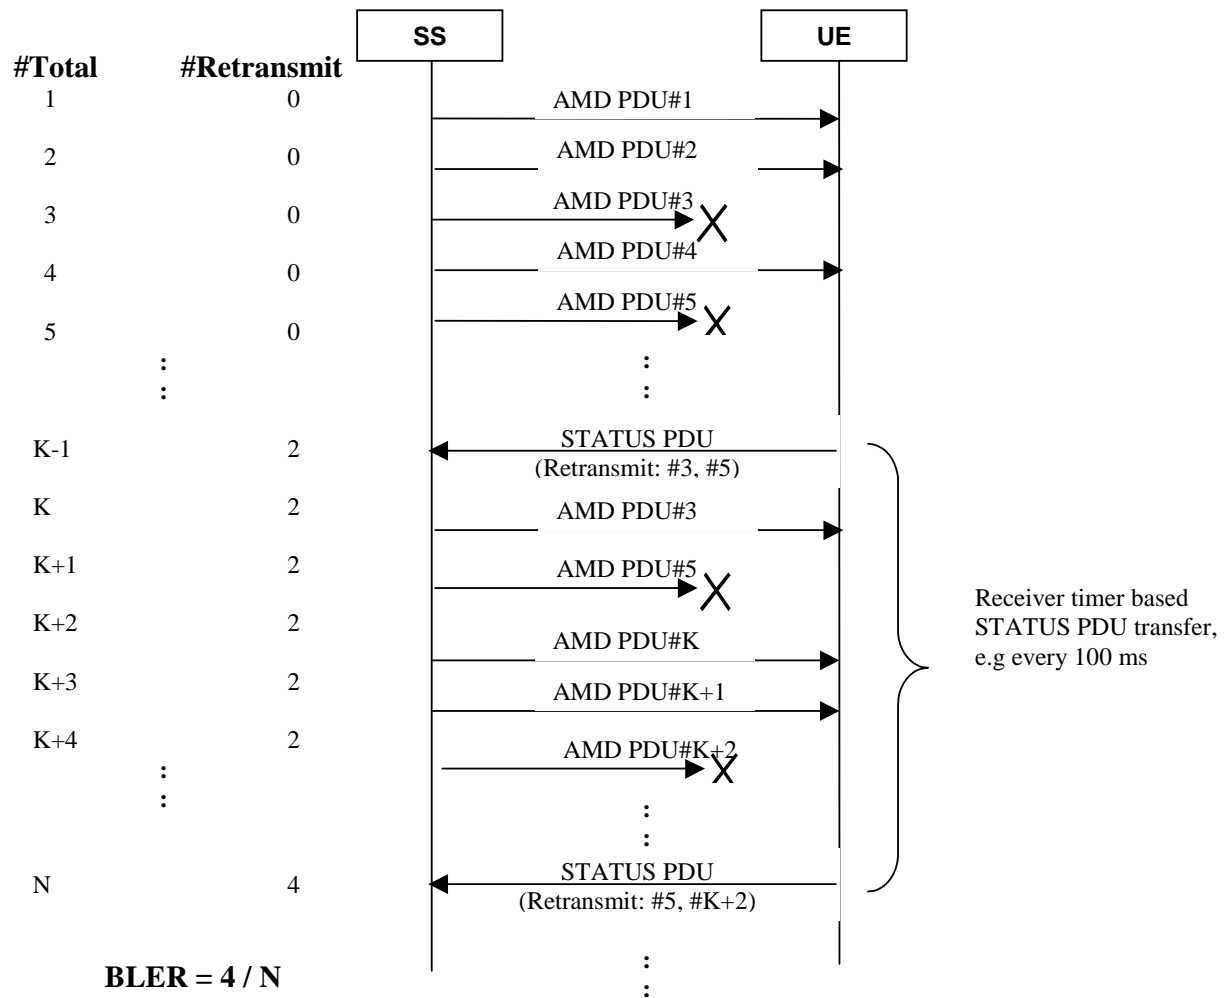 SS UE
#Total #Retransmit
1 0 AMD PDU#1
2 0 AMD PDU#2
3 0 AMD PDU#3
4 0 AMD PDU#4
5 0 AMD PDU#5
: :
: :
K-1 2 STATUS PDU
(Retransmit: #3, #5)
K 2 AMD PDU#3
K+1 2 AMD PDU#5
Receiver timer based
STATUS PDU transfer,
e.g every 100 ms
K+2 2 AMD PDU#K
K+3 2 AMD PDU#K+1
K+4 2 AMD PDU#K+2
: :
: :
N 4 STATUS PDU
(Retransmit: #5, #K+2)
BLER = 4 / N
:
: